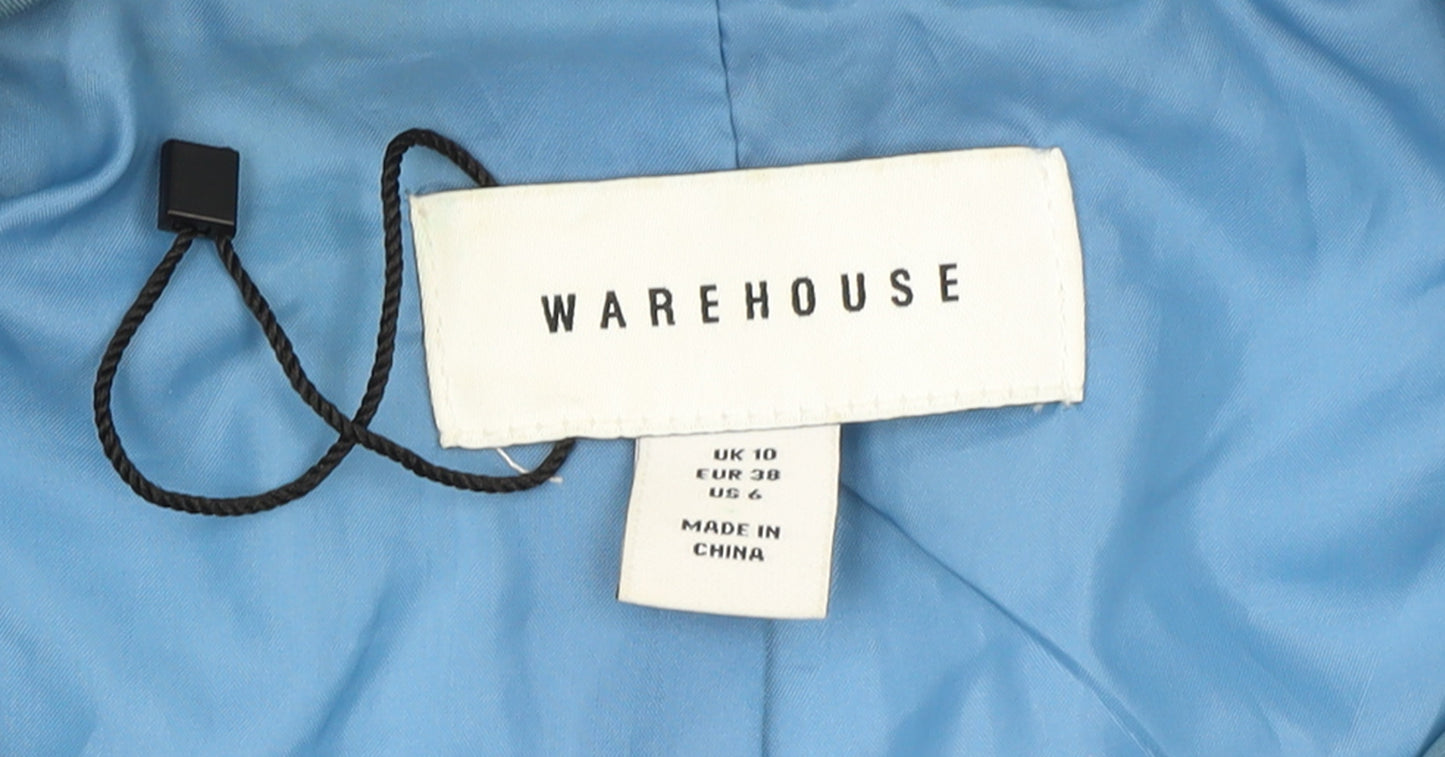 WAREHOUSE
UK 10
EUR 38
US 6
MADE IN
CHINA